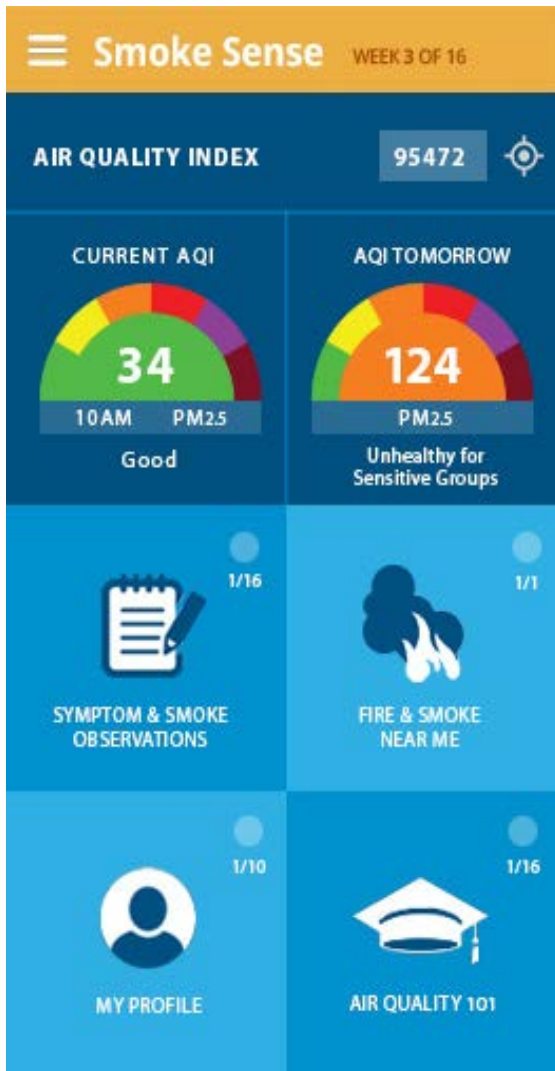 Smoke Sense WEEK 3 OF 16
AIR QUALITY INDEX 95472
CURRENT AQI
34
10AM PM2.5
Good
AQI TOMORROW
124
PM2.5
Unhealthy for
Sensitive Groups
1/16
SYMPTOM & SMOKE
OBSERVATIONS
1/1
FIRE & SMOKE
NEAR ME
1/10
MY PROFILE
1/16
AIR QUALITY 101